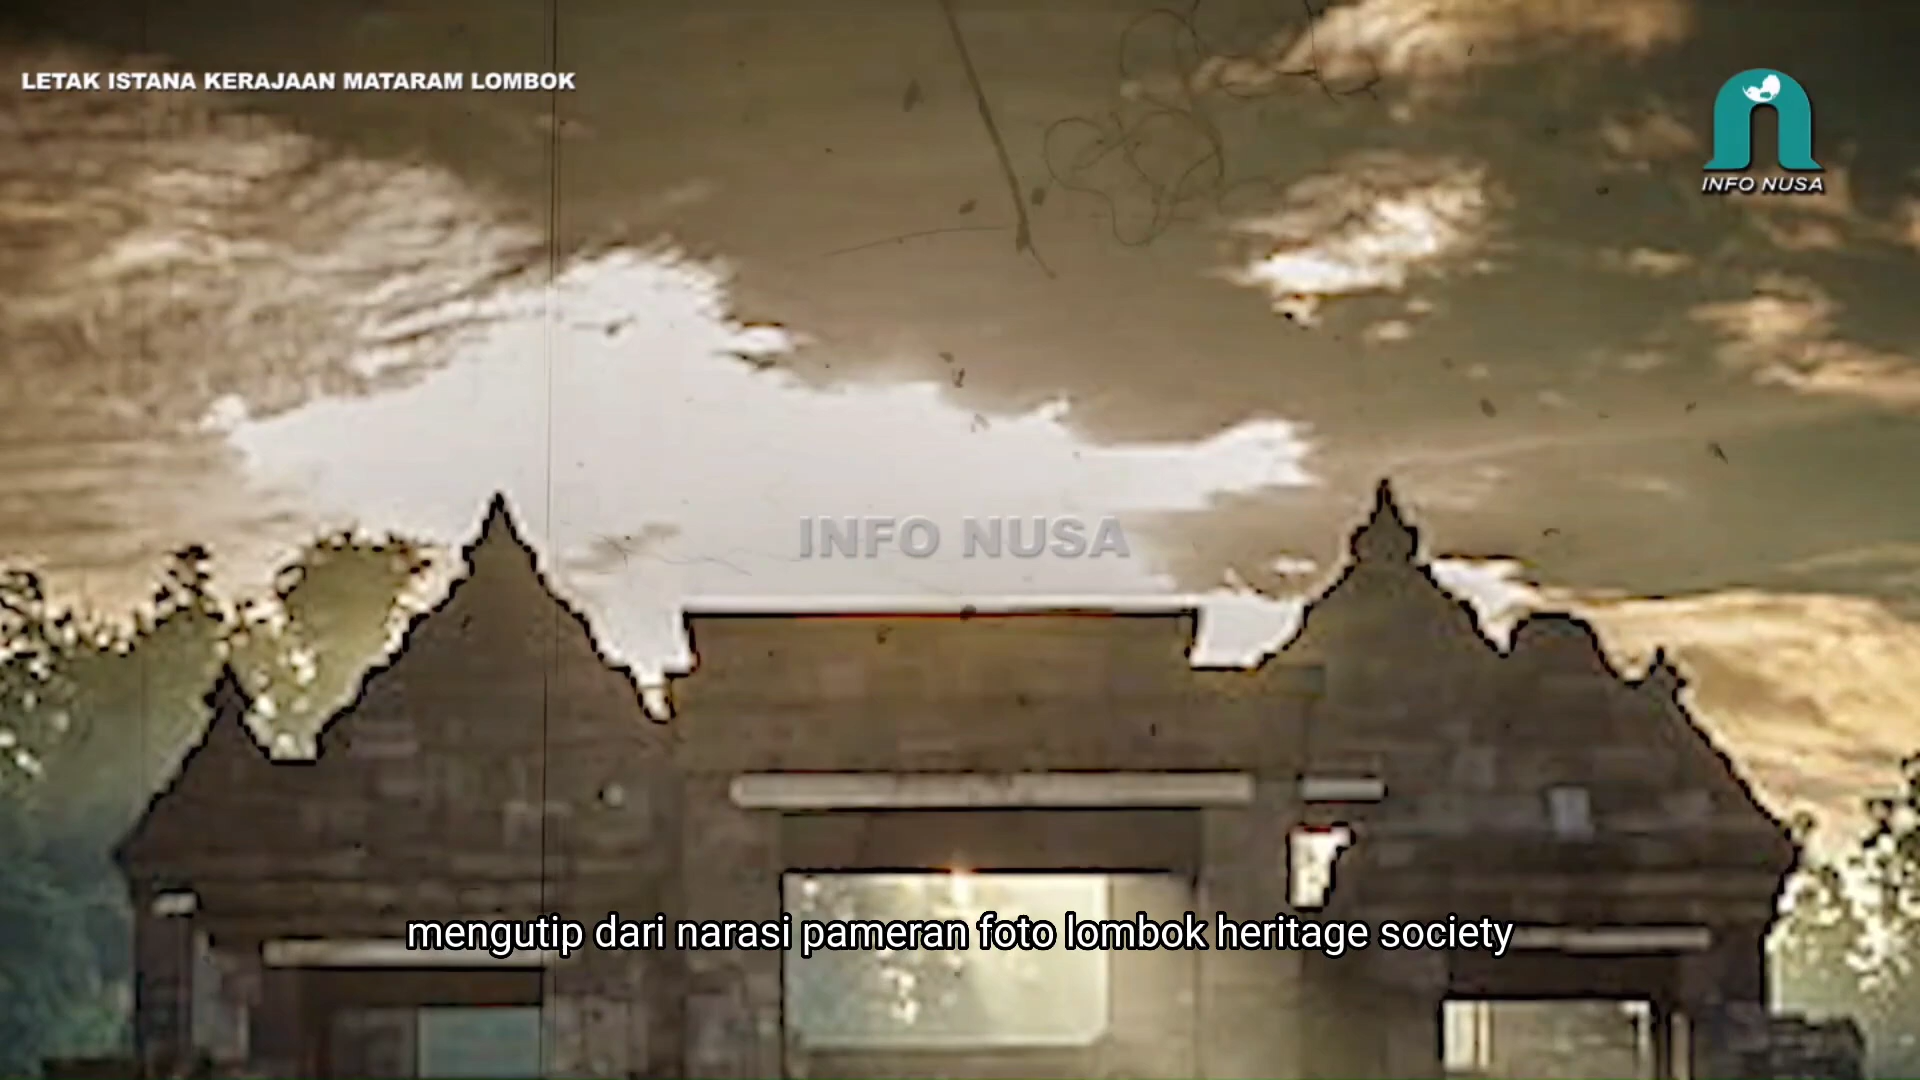 LETAK ISTANA KERAJAAN MATARAM LOMBOK
INFO NUSA
INFO NUSA
mengutip dari narasi pameran foto lombok heritage society